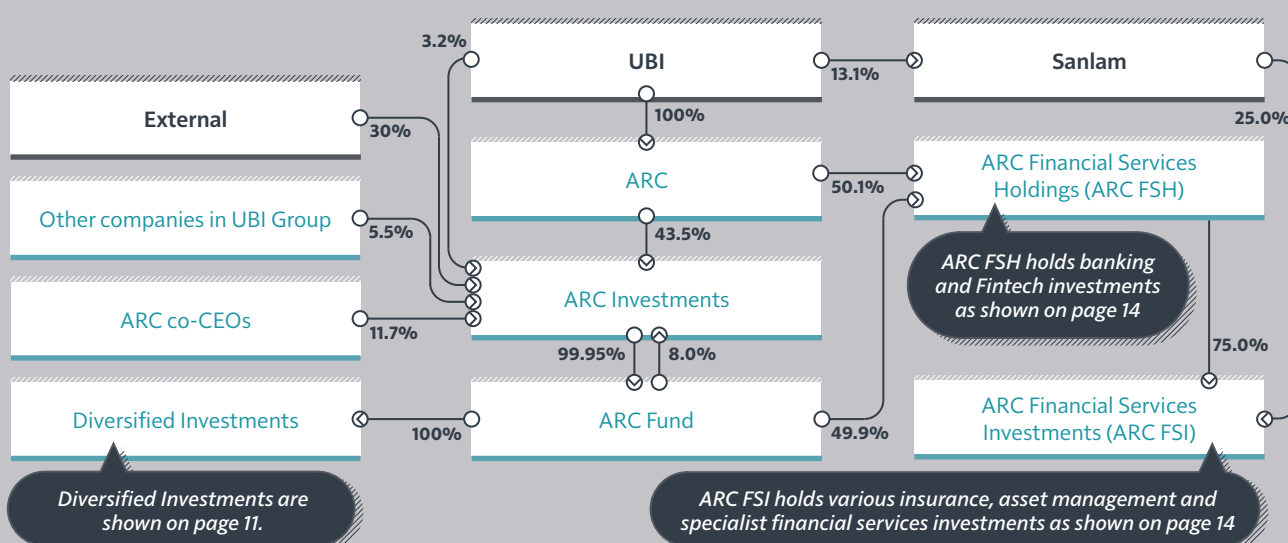 3.2%
UBI
13.1%
Sanlam
100%
25.0%
External
30%
ARC
50.1%
ARC Financial Services
Holdings (ARC FSH)
Other companies in UBI Group
5.5%
43.5%
ARC FSH holds banking
and Fintech investments
as shown on page 14
ARC co-CEOs
11.7%
ARC Investments
99.95%
8.0%
75.0%
Diversified Investments
100%
ARC Fund
49.9%
ARC Financial Services
Investments (ARC FSI)
Diversified Investments are
shown on page 11.
ARC FSI holds various insurance, asset management and
specialist financial services investments as shown on page 14